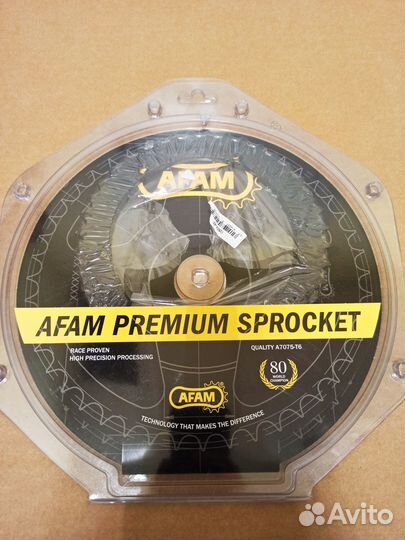 AFAM
AFAM PREMIUM SPROCKET
RACE PROVEN
HIGH PRECISION PROCESSING
QUALITY A7075-T6
80
WORLD
CHAMPION
AFAM
TECHNOLOGY THAT MAKES THE DIFFERENCE
Avito